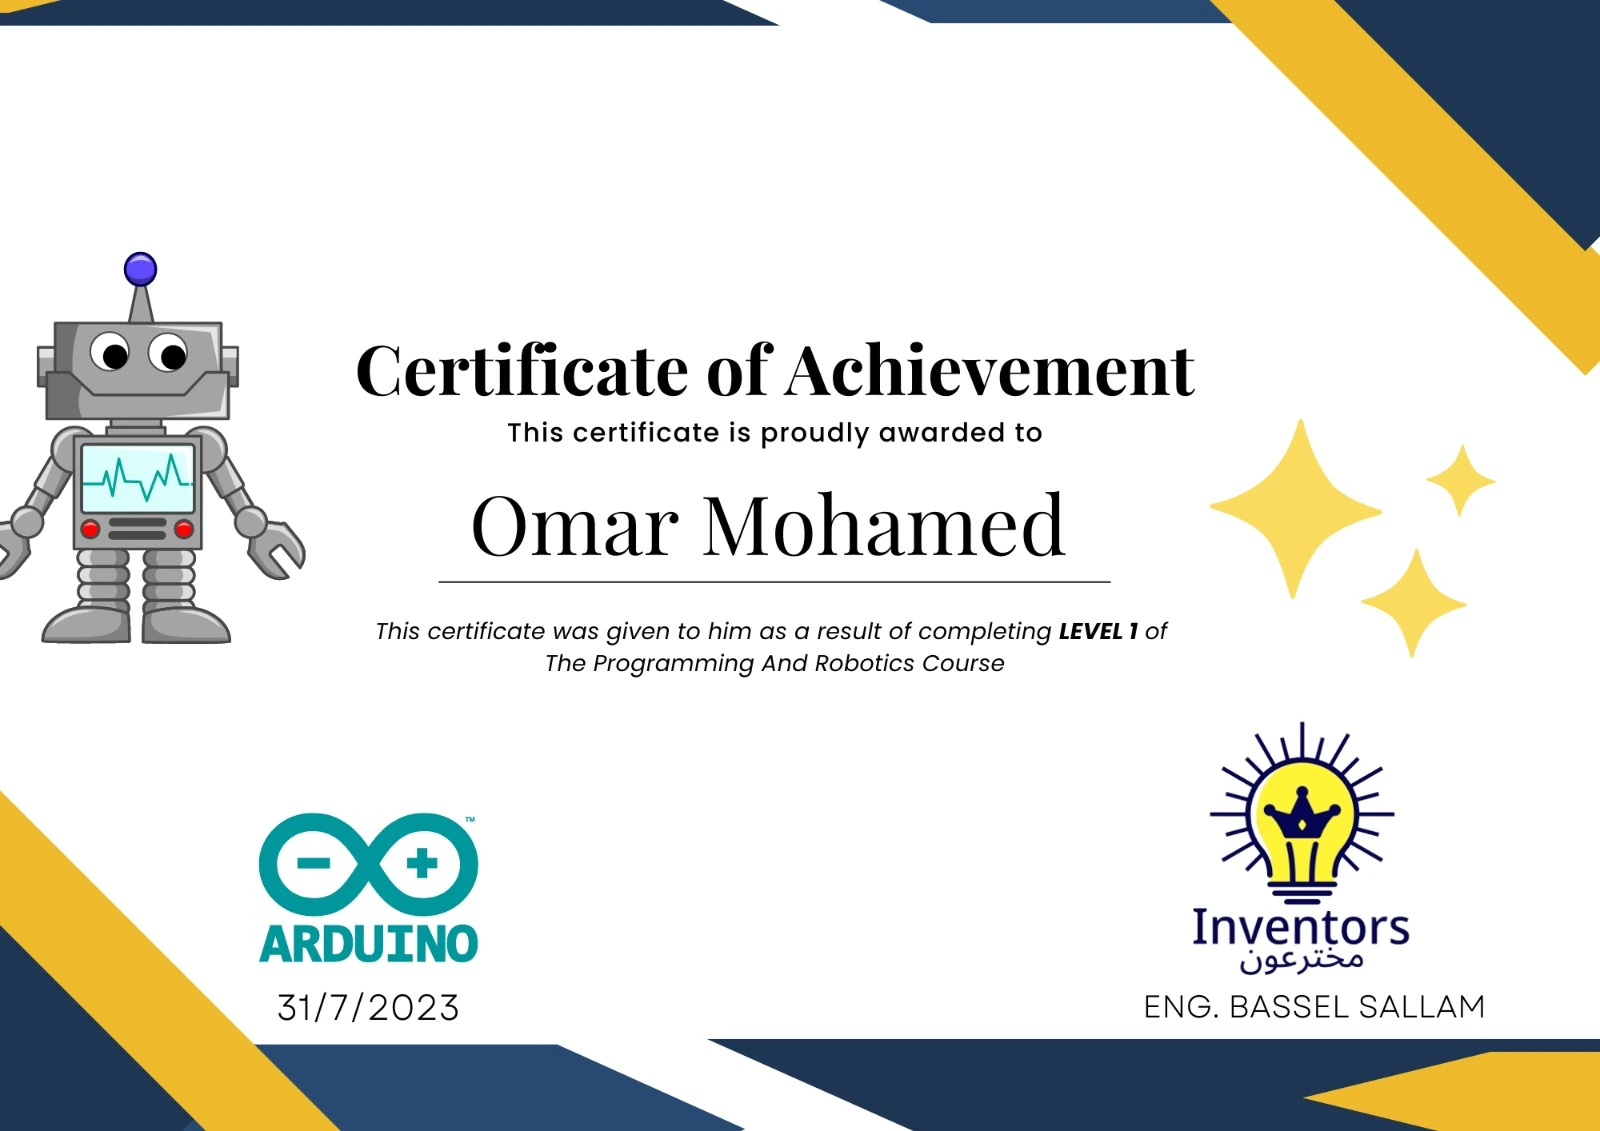 Certificate of Achievement
This certificate is proudly awarded to
Omar Mohamed
This certificate was given to him as a result of completing LEVEL 1 of
The Programming And Robotics Course
TM
ARDUINO
31/7/2023
Inventors
مخترعون
ENG. BASSEL SALLAM